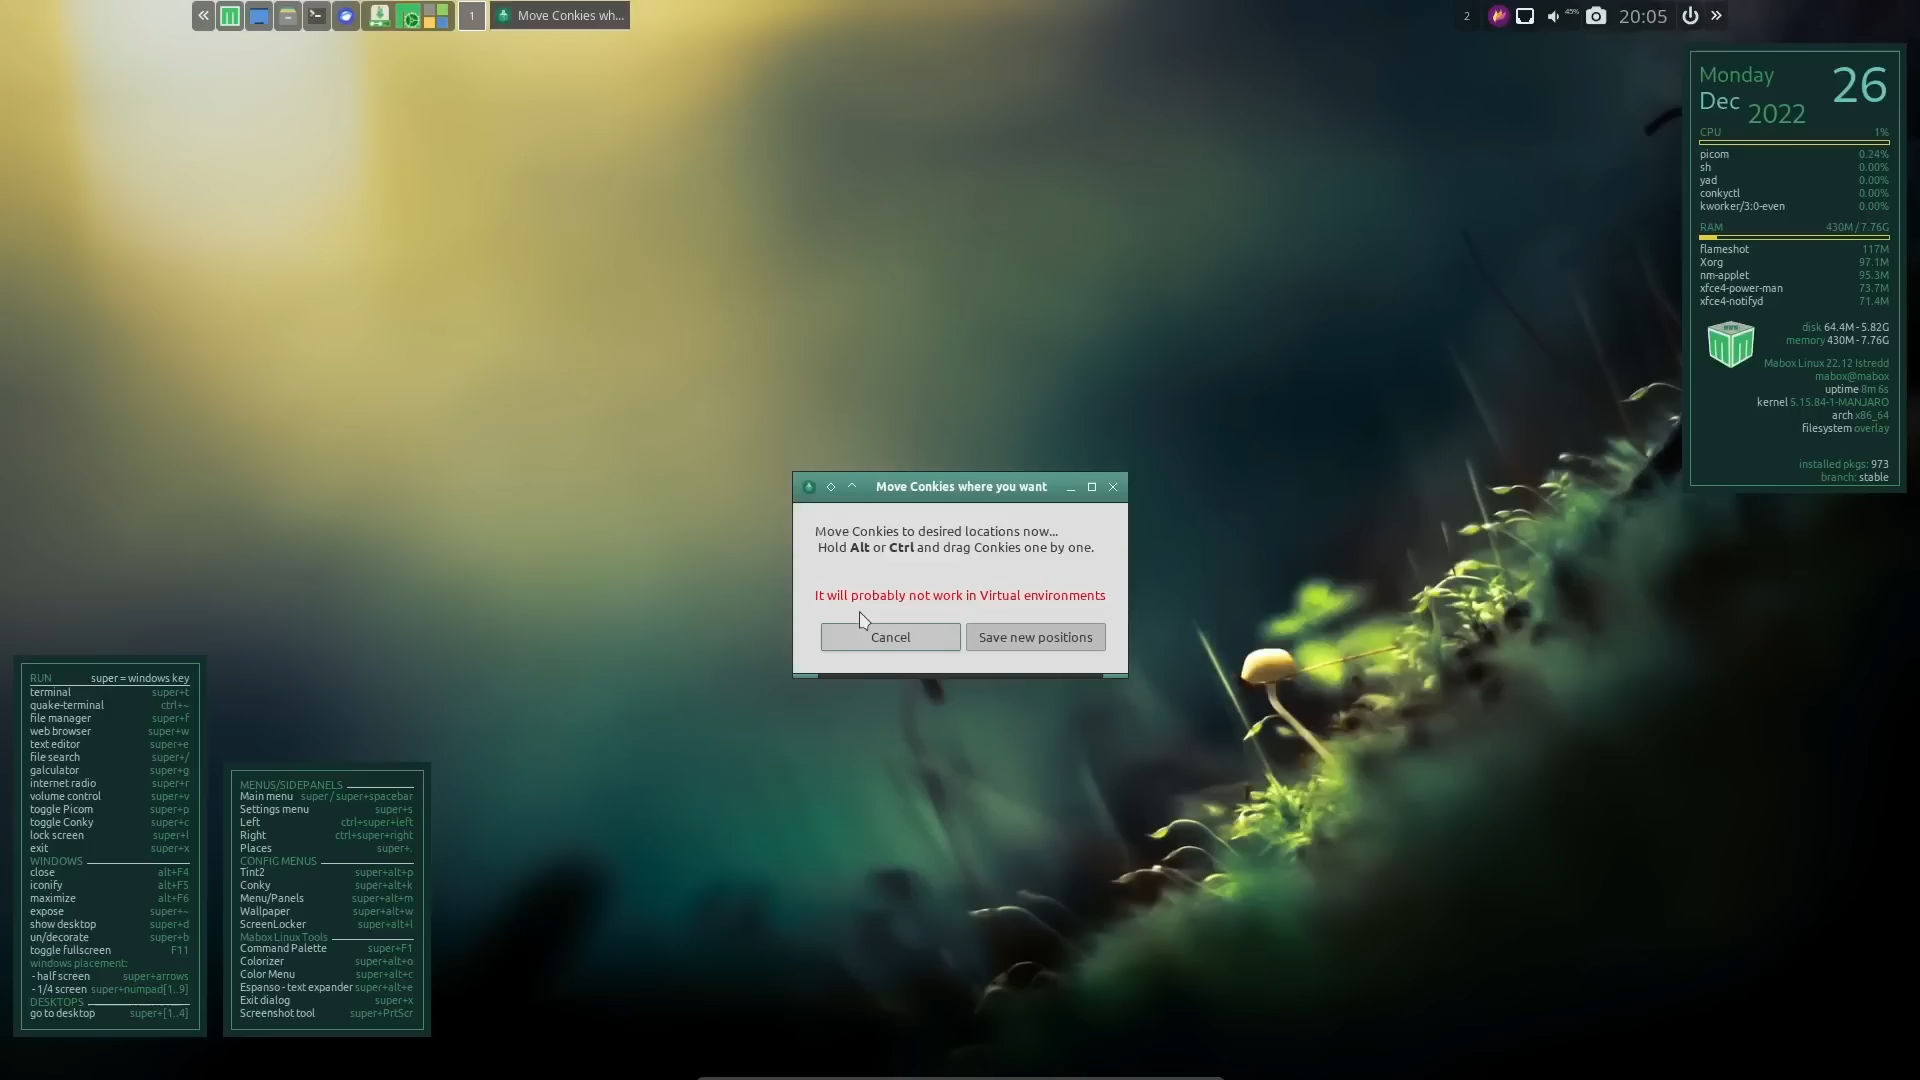 « 1 Move Conkies wh... 2 45% 20:05 »
Monday 26
Dec 2022
CPU 1%
picom 0.24%
sh 0.00%
yad 0.00%
conkyctl 0.00%
kworker/3:0-even 0.00%
RAM 430M / 7.76G
flameshot 117M
Xorg 97.1M
nm-applet 95.3M
xfce4-power-man 73.7M
xfce4-notifyd 71.4M
disk 64.4M - 5.82G
memory 430M - 7.76G
Mabox Linux 22.12 Istredd
mabox@mabox
uptime 8m 6s
kernel 5.15.84-1-MANJARO
arch x86_64
filesystem overlay
installed pkgs: 973
branch: stable
Move Conkies where you want
Move Conkies to desired locations now...
Hold Alt or Ctrl and drag Conkies one by one.
It will probably not work in Virtual environments
Cancel Save new positions
RUN super = windows key
terminal super+t
quake-terminal ctrl+~
file manager super+f
web browser super+w
text editor super+e
file search super+/
galculator super+g
internet radio super+r
volume control super+v
toggle Picom super+p
toggle Conky super+c
lock screen super+l
exit super+x
WINDOWS
close alt+F4
iconify alt+F5
maximize alt+F6
expose super+~
show desktop super+d
un/decorate super+b
toggle fullscreen F11
windows placement:
- half screen super+arrows
- 1/4 screen super+numpad[1..9]
DESKTOPS
go to desktop super+[1..4]
MENUS/SIDEPANELS
Main menu super / super+spacebar
Settings menu super+s
Left ctrl+super+left
Right ctrl+super+right
Places super+.
CONFIG MENUS
Tint2 super+alt+p
Conky super+alt+k
Menu/Panels super+alt+m
Wallpaper super+alt+w
ScreenLocker super+alt+l
Mabox Linux Tools
Command Palette super+F1
Colorizer super+alt+o
Color Menu super+alt+c
Espanso - text expander super+alt+e
Exit dialog super+x
Screenshot tool super+PrtScr